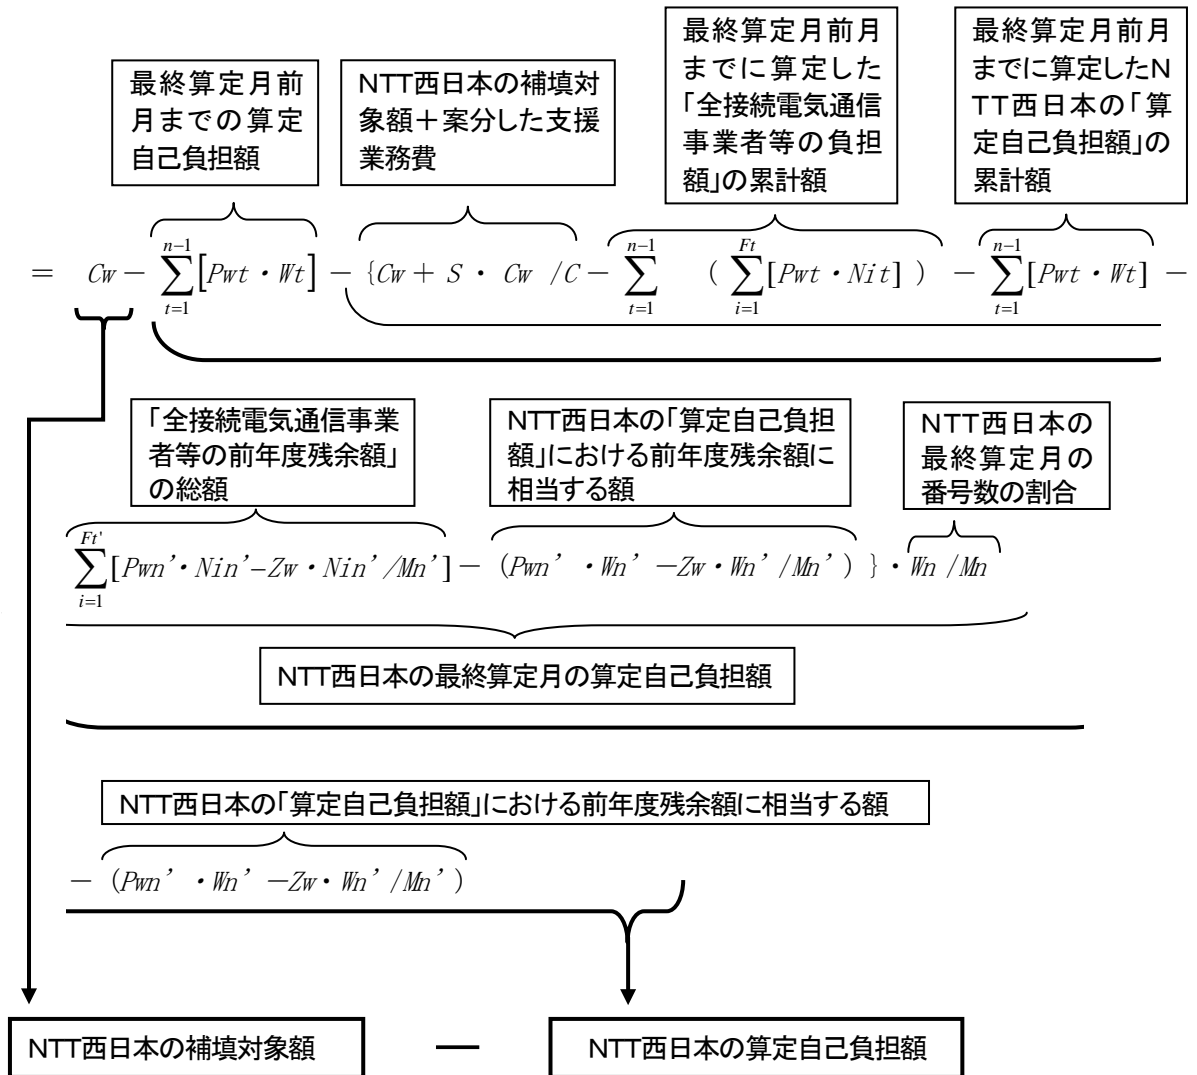 最終算定月前
月までの算定
自己負担額
NTT西日本の補填対
象額＋案分した支援
業務費
最終算定月前月
までに算定した
「全接続電気通信
事業者等の負担
額」の累計額
最終算定月前月
までに算定したN
TT西日本の「算
定自己負担額」の
累計額
＝ Cw－∑_{t=1}^{n−1}[Pwt・Wt]－{Cw＋S・Cw/C－∑_{t=1}^{n−1}(∑_{i=1}^{Ft}[Pwt・Nit])－∑_{t=1}^{n−1}[Pwt・Wt]－
「全接続電気通信事業
者等の前年度残余額」
の総額
NTT西日本の「算定自己負担
額」における前年度残余額に
相当する額
NTT西日本の
最終算定月の
番号数の割合
∑_{i=1}^{Ft'}[Pwn'・Nin'−Zw・Nin'/Mn']－(Pwn'・Wn'−Zw・Wn'/Mn')}・Wn/Mn
NTT西日本の最終算定月の算定自己負担額
NTT西日本の「算定自己負担額」における前年度残余額に相当する額
－(Pwn'・Wn'−Zw・Wn'/Mn')
NTT西日本の補填対象額 － NTT西日本の算定自己負担額